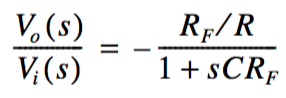 V_o(s) / V_i(s) = − (R_F/R) / (1 + sCR_F)